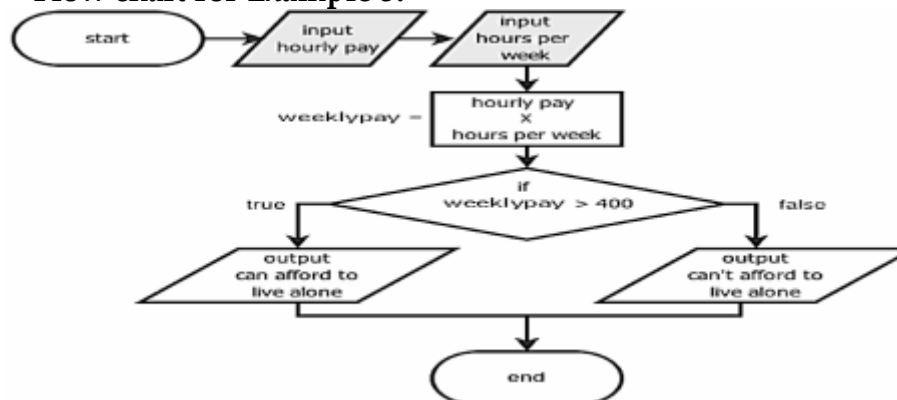 Flow chart for Example 3:
start
input
hourly pay
input
hours per
week
weeklypay =
hourly pay
x
hours per week
if
weeklypay > 400
true
false
output
can afford to
live alone
output
can't afford to
live alone
end